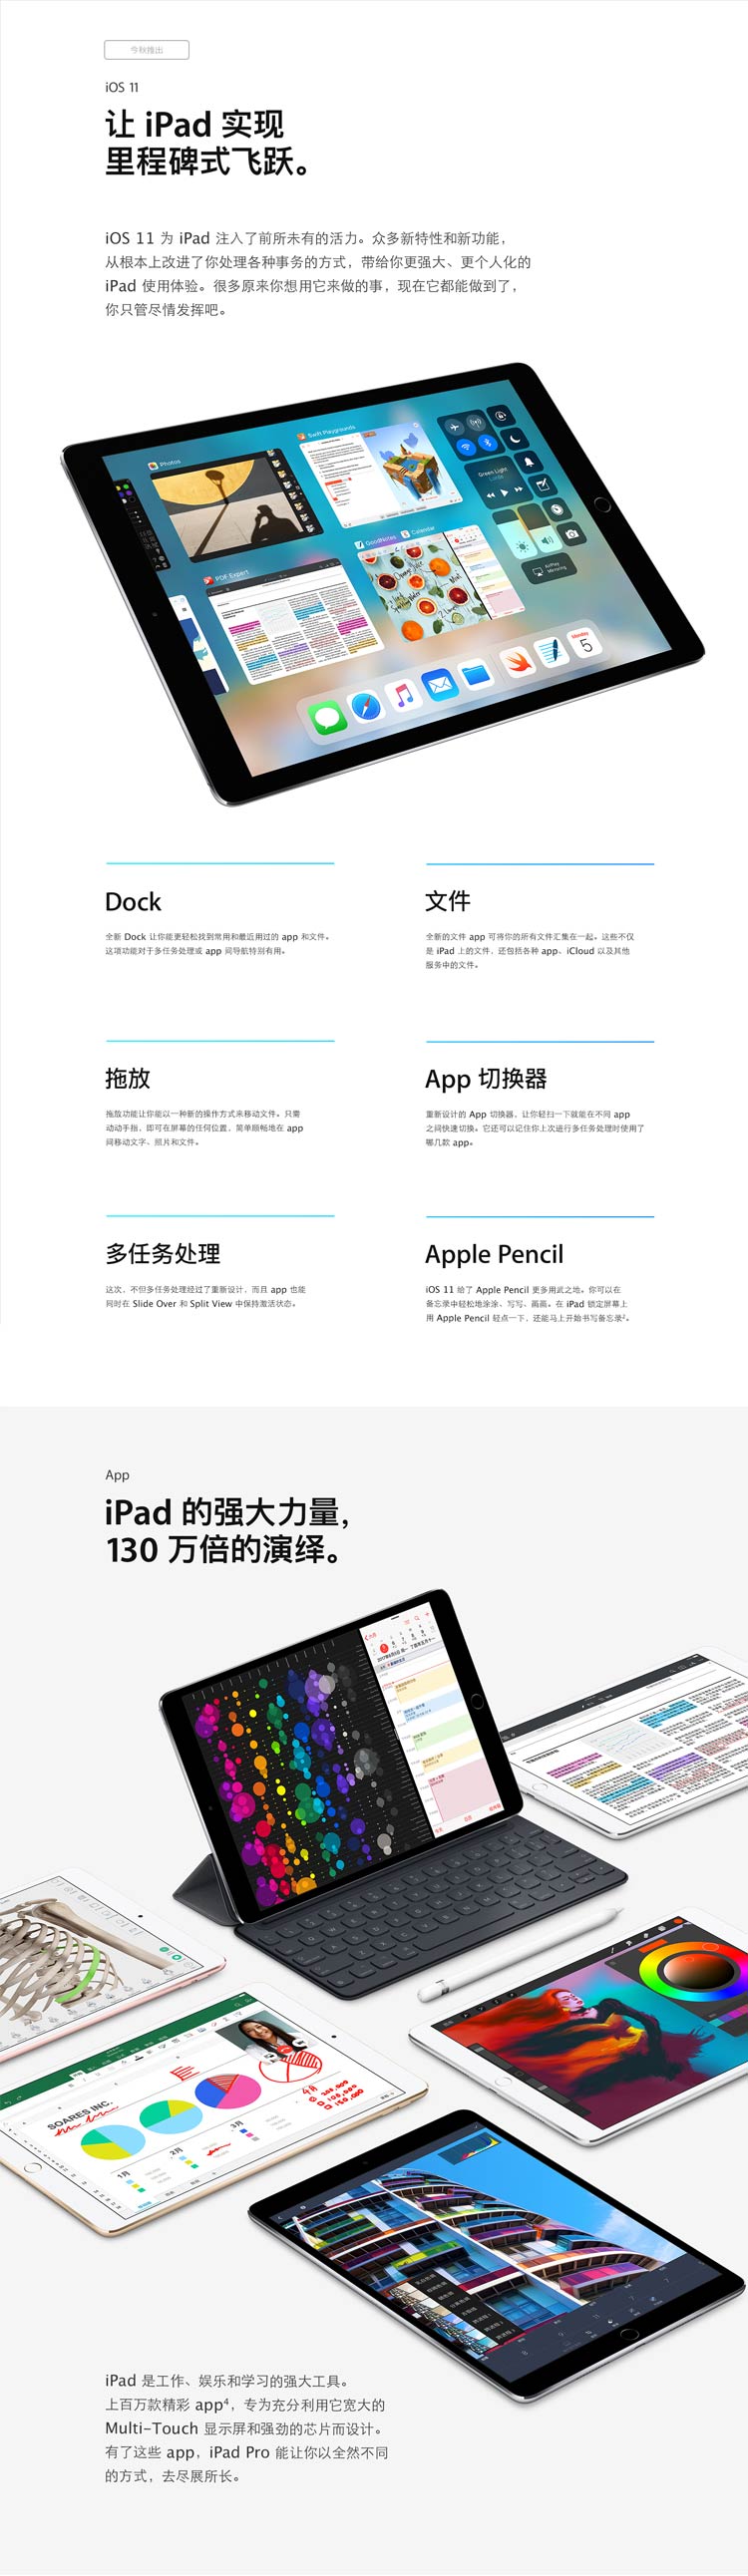 今秋推出
iOS 11
让 iPad 实现
里程碑式飞跃。
iOS 11 为 iPad 注入了前所未有的活力。众多新特性和新功能，
从根本上改进了你处理各种事务的方式，带给你更强大、更个人化的
iPad 使用体验。很多原来你想用它来做的事，现在它都能做到了，
你只管尽情发挥吧。
Photos
Swift Playgrounds
Green Light
Lorde
PDF Expert
GoodNotes
Calendar
AirPlay
Mirroring
Monday
5
Dock
全新 Dock 让你能更轻松找到常用和最近用过的 app 和文件。
这项功能对于多任务处理或 app 间导航特别有用。
文件
全新的文件 app 可将你的所有文件汇集在一起。这些不仅
是 iPad 上的文件，还包括各种 app、iCloud 以及其他
服务中的文件。
拖放
拖放功能让你能以一种新的操作方式来移动文件。只需
动动手指，即可在屏幕的任何位置，简单顺畅地在 app
间移动文字、照片和文件。
App 切换器
重新设计的 App 切换器，让你轻扫一下就能在不同 app
之间快速切换。它还可以记住你上次进行多任务处理时使用了
哪几款 app。
多任务处理
这次，不但多任务处理经过了重新设计，而且 app 也能
同时在 Slide Over 和 Split View 中保持激活状态。
Apple Pencil
iOS 11 给了 Apple Pencil 更多用武之地。你可以在
备忘录中轻松地涂涂、写写、画画。在 iPad 锁定屏幕上
用 Apple Pencil 轻点一下，还能马上开始书写备忘录²。
App
iPad 的强大力量，
130 万倍的演绎。
SOARES INC.
1月
2月
3月
4月
iPad 是工作、娱乐和学习的强大工具。
上百万款精彩 app⁴，专为充分利用它宽大的
Multi-Touch 显示屏和强劲的芯片而设计。
有了这些 app，iPad Pro 能让你以全然不同
的方式，去尽展所长。